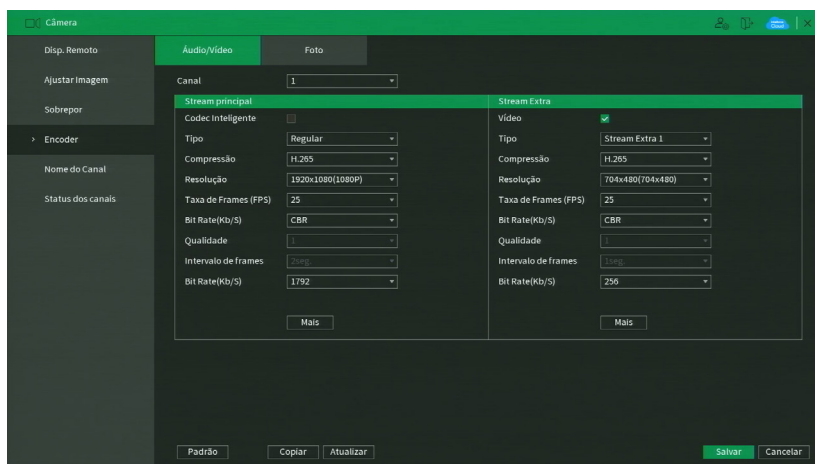 Câmera
Disp. Remoto
Ajustar Imagem
Sobrepor
> Encoder
Nome do Canal
Status dos canais
Áudio/Vídeo Foto
Canal 1
Stream principal
Codec Inteligente
Tipo Regular
Compressão H.265
Resolução 1920x1080(1080P)
Taxa de Frames (FPS) 25
Bit Rate(Kb/S) CBR
Qualidade 1
Intervalo de frames 2seg.
Bit Rate(Kb/S) 1792
Mais
Stream Extra
Vídeo
Tipo Stream Extra 1
Compressão H.265
Resolução 704x480(704x480)
Taxa de Frames (FPS) 25
Bit Rate(Kb/S) CBR
Qualidade 1
Intervalo de frames 1seg.
Bit Rate(Kb/S) 256
Mais
Padrão Copiar Atualizar Salvar Cancelar